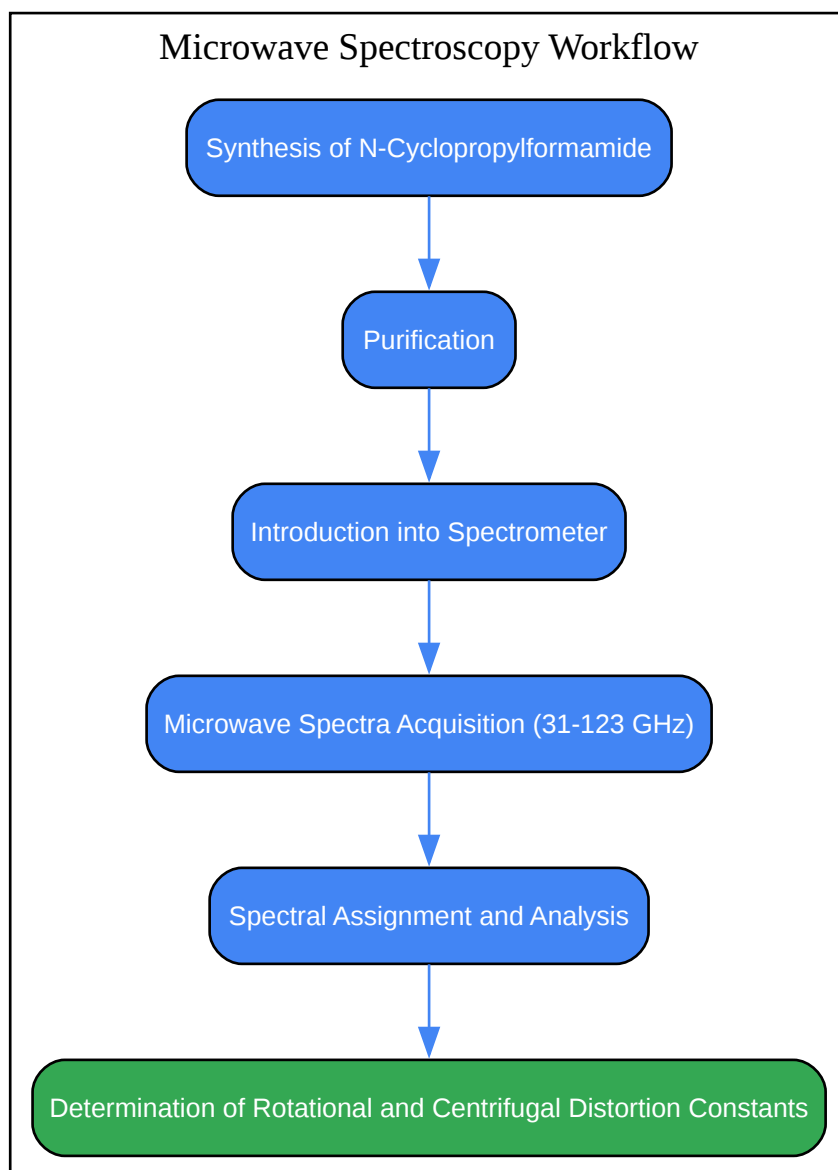 Microwave Spectroscopy Workflow
Synthesis of N-Cyclopropylformamide
Purification
Introduction into Spectrometer
Microwave Spectra Acquisition (31-123 GHz)
Spectral Assignment and Analysis
Determination of Rotational and Centrifugal Distortion Constants